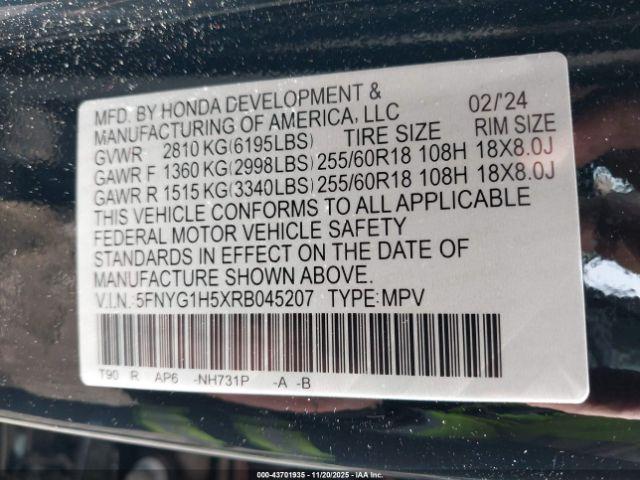 MFD. BY HONDA DEVELOPMENT & 02/'24
MANUFACTURING OF AMERICA, LLC
GVWR 2810 KG(6195LBS) TIRE SIZE RIM SIZE
GAWR F 1360 KG(2998LBS) 255/60R18 108H 18X8.0J
GAWR R 1515 KG(3340LBS) 255/60R18 108H 18X8.0J
THIS VEHICLE CONFORMS TO ALL APPLICABLE
FEDERAL MOTOR VEHICLE SAFETY
STANDARDS IN EFFECT ON THE DATE OF
MANUFACTURE SHOWN ABOVE.
V.I.N.:5FNYG1H5XRB045207 TYPE:MPV
T90 R AP6 -NH731P -A -B
000-43701935 - 11/20/2025 - IAA Inc.